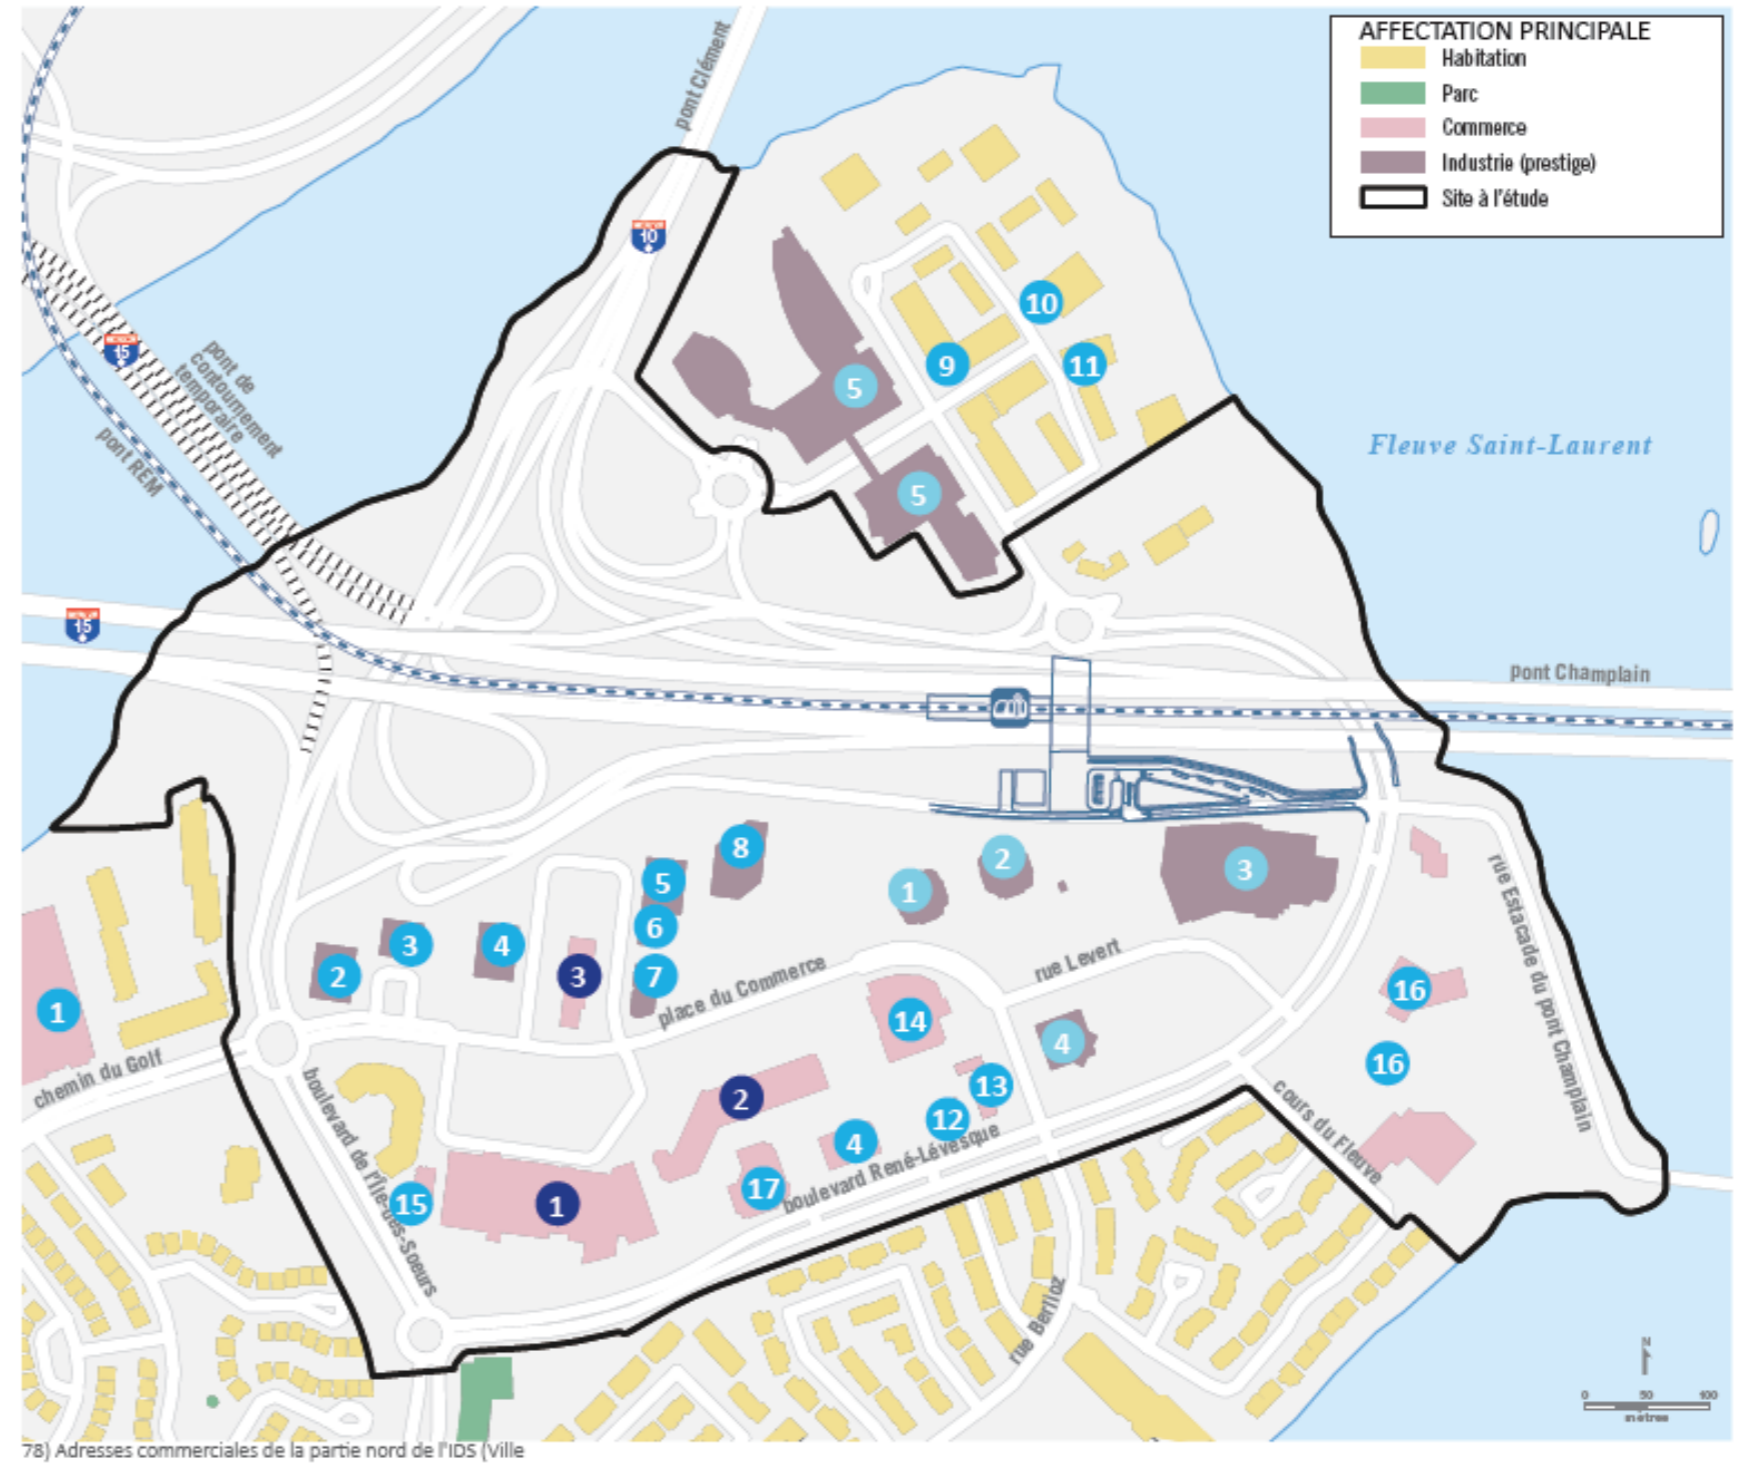 AFFECTATION PRINCIPALE
Habitation
Parc
Commerce
Industrie (prestige)
Site à l'étude
pont Clément
10
15
pont de
contournement
temporaire
pont REM
15
Fleuve Saint-Laurent
pont Champlain
10
9
11
5
5
8
5
6
7
2
3
4
3
1
1
2
3
place du Commerce
rue Levert
rue Estacade du pont Champlain
14
4
16
16
chemin du Golf
boulevard de l'Île-des-Soeurs
2
13
12
4
17
15
1
boulevard René-Lévesque
cours du Fleuve
rue Berlioz
N
0 50 100
mètres
78) Adresses commerciales de la partie nord de l'IDS (Ville